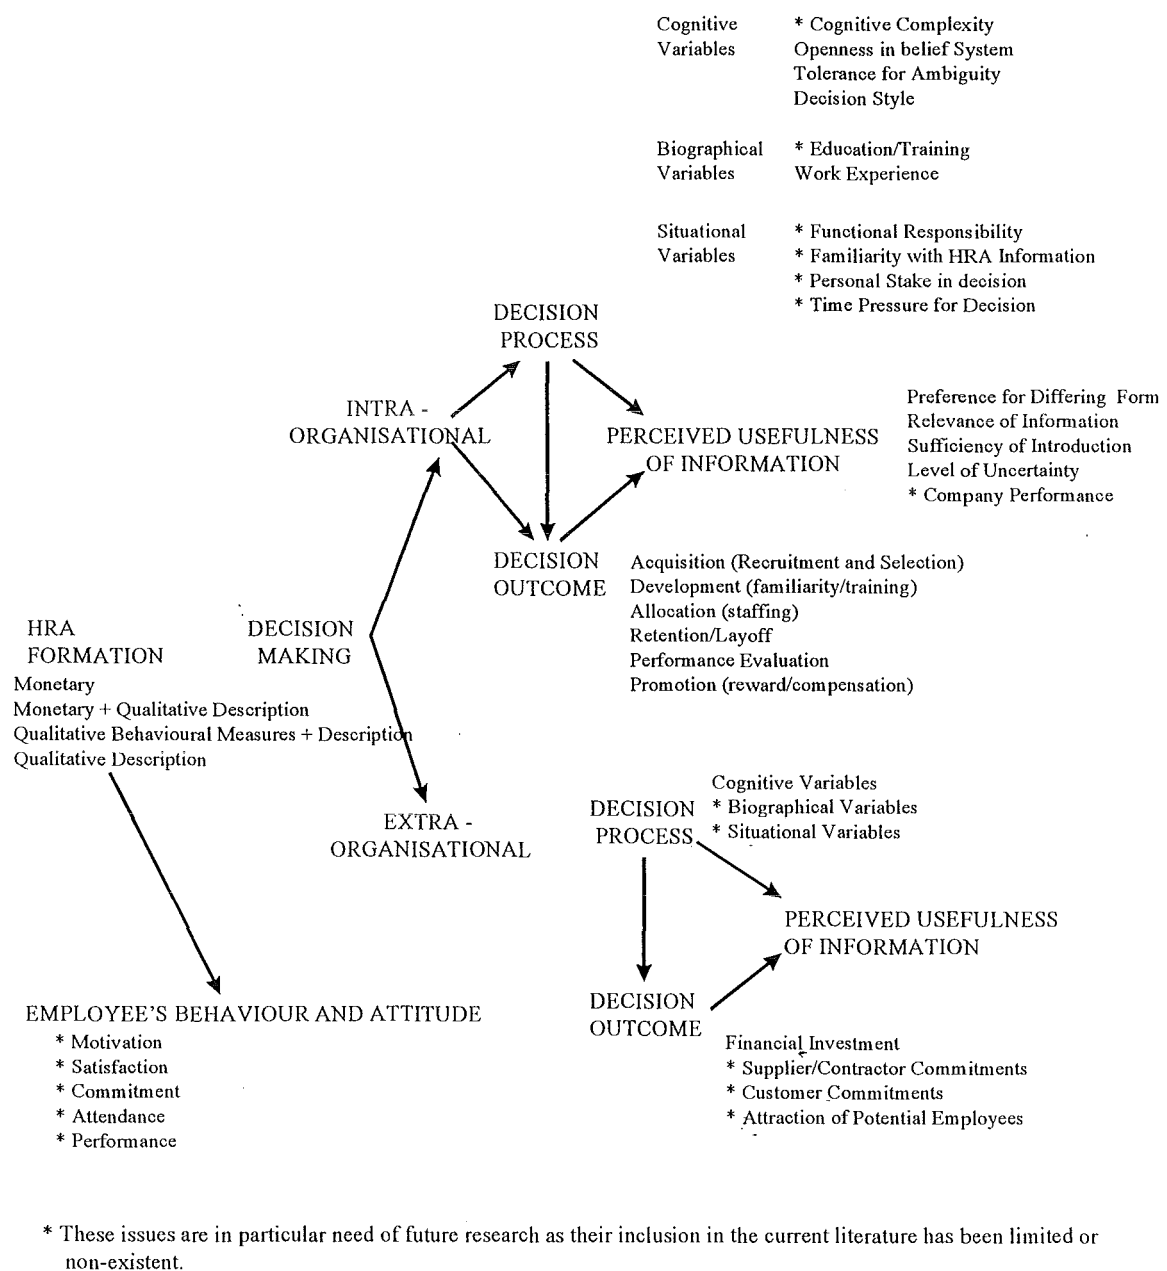 Cognitive * Cognitive Complexity
Variables Openness in belief System
Tolerance for Ambiguity
Decision Style
Biographical * Education/Training
Variables Work Experience
Situational * Functional Responsibility
Variables * Familiarity with HRA Information
* Personal Stake in decision
* Time Pressure for Decision
DECISION
PROCESS
INTRA -
ORGANISATIONAL
PERCEIVED USEFULNESS
OF INFORMATION
Preference for Differing Form
Relevance of Information
Sufficiency of Introduction
Level of Uncertainty
* Company Performance
DECISION
OUTCOME
Acquisition (Recruitment and Selection)
Development (familiarity/training)
Allocation (staffing)
Retention/Layoff
Performance Evaluation
Promotion (reward/compensation)
HRA
FORMATION
DECISION
MAKING
Monetary
Monetary + Qualitative Description
Qualitative Behavioural Measures + Description
Qualitative Description
EXTRA -
ORGANISATIONAL
DECISION
PROCESS
Cognitive Variables
* Biographical Variables
* Situational Variables
PERCEIVED USEFULNESS
OF INFORMATION
DECISION
OUTCOME
Financial Investment
* Supplier/Contractor Commitments
* Customer Commitments
* Attraction of Potential Employees
EMPLOYEE'S BEHAVIOUR AND ATTITUDE
* Motivation
* Satisfaction
* Commitment
* Attendance
* Performance
* These issues are in particular need of future research as their inclusion in the current literature has been limited or
non-existent.